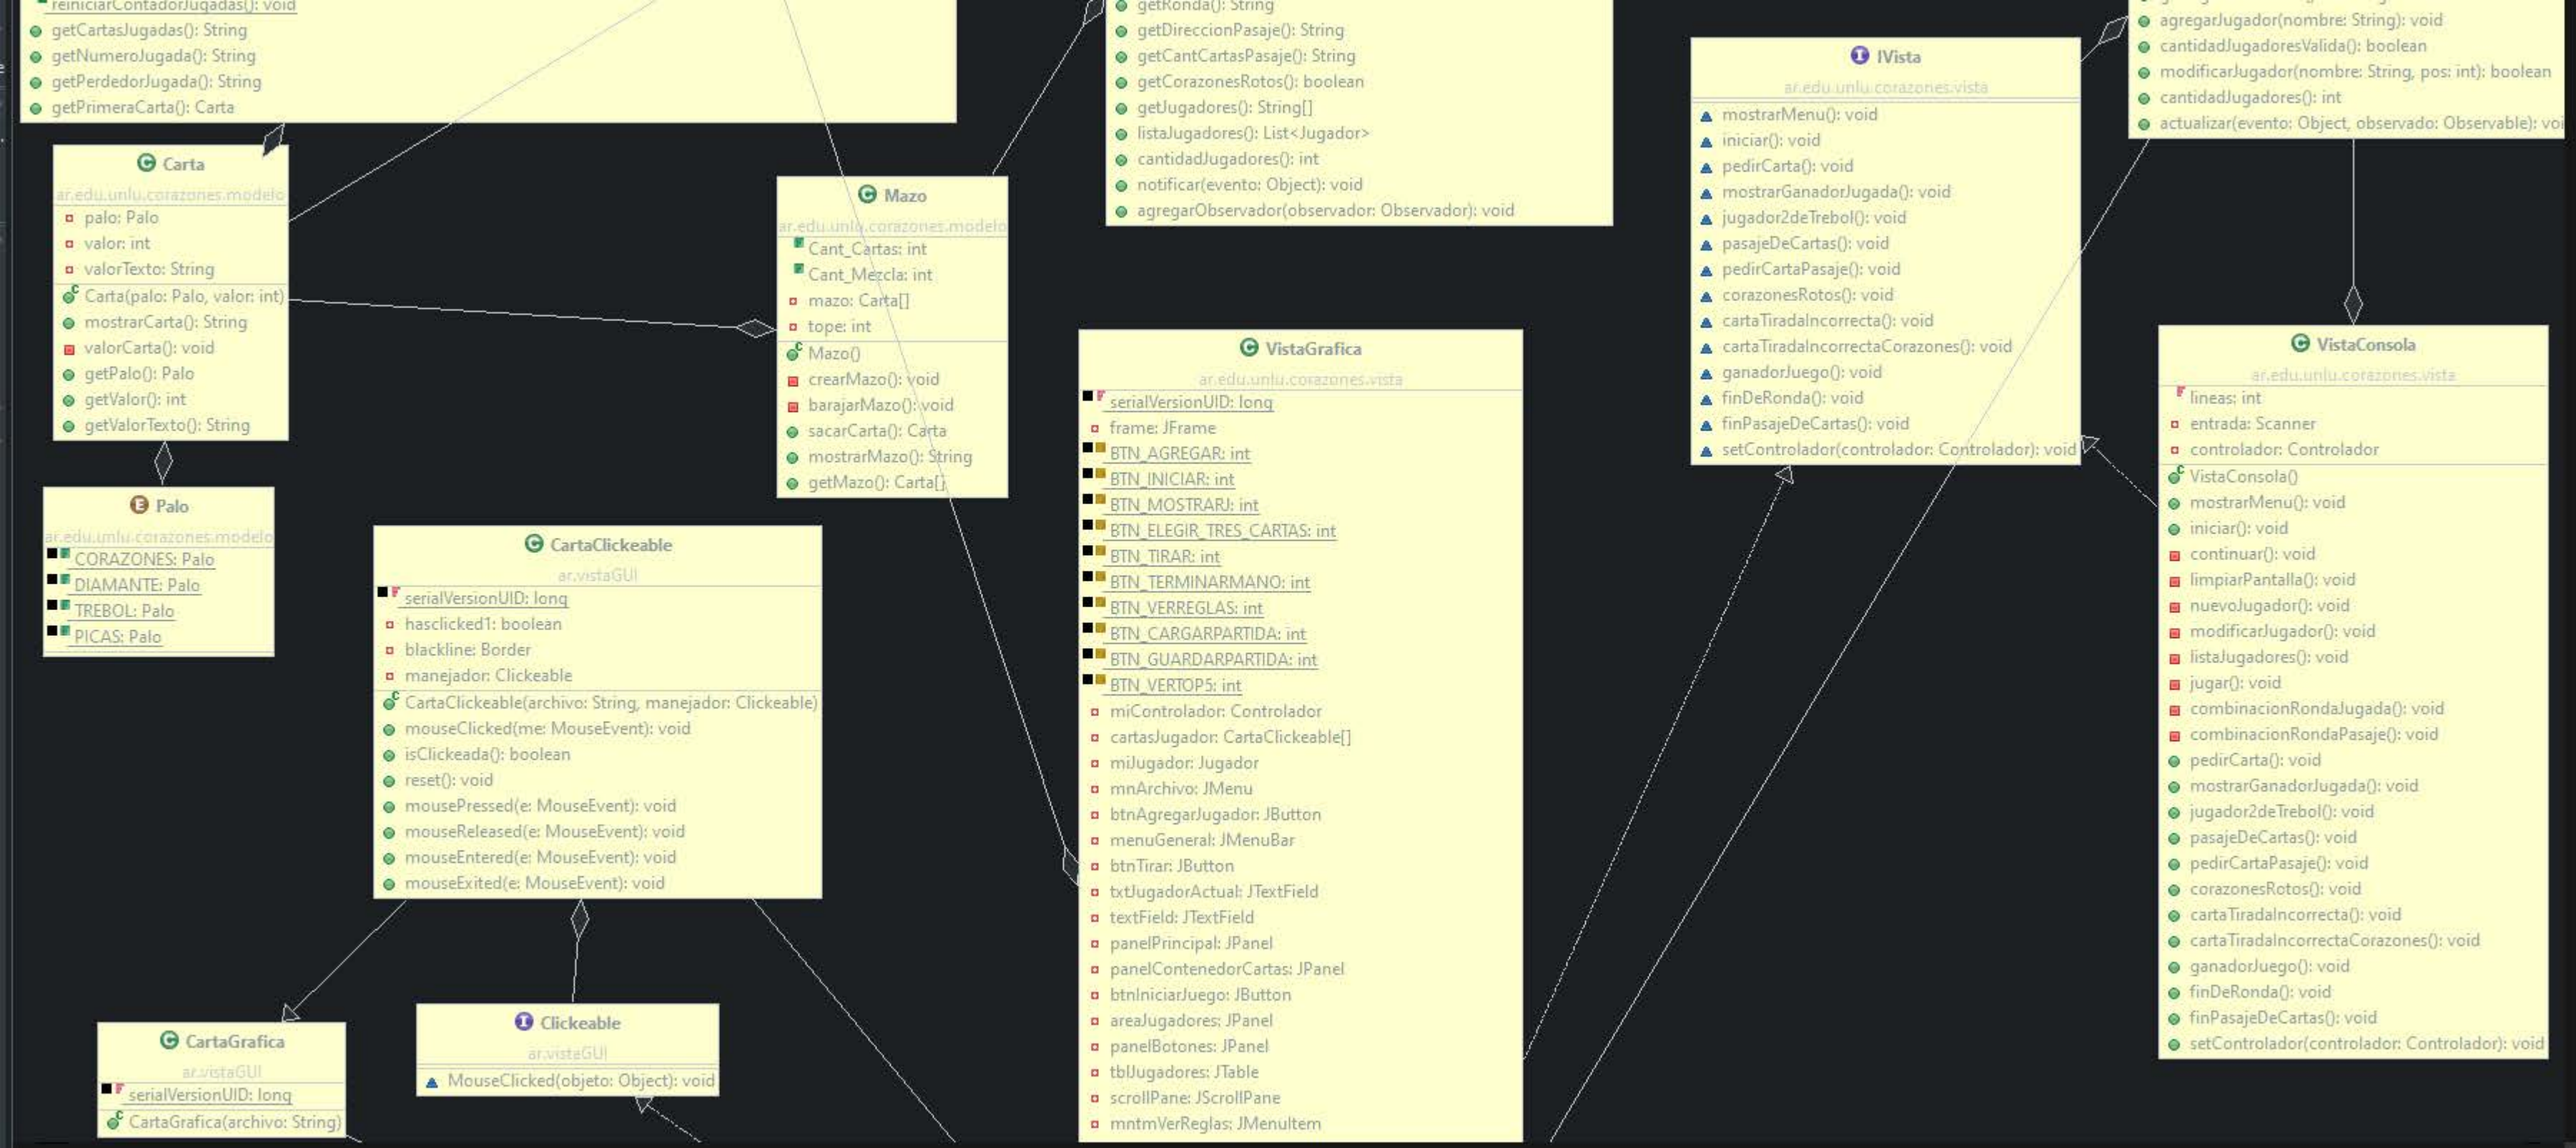 reiniciarContadorJugadas(): void
getCartasJugadas(): String
getNumeroJugada(): String
getPerdedorJugada(): String
getPrimeraCarta(): Carta
Carta
ar.edu.unlu.corazones.modelo
palo: Palo
valor: int
valorTexto: String
Carta(palo: Palo, valor: int)
mostrarCarta(): String
valorCarta(): void
getPalo(): Palo
getValor(): int
getValorTexto(): String
Palo
ar.edu.unlu.corazones.modelo
CORAZONES: Palo
DIAMANTE: Palo
TREBOL: Palo
PICAS: Palo
CartaClickeable
ar.vistaGUI
serialVersionUID: long
hasclicked1: boolean
blackline: Border
manejador: Clickeable
CartaClickeable(archivo: String, manejador: Clickeable)
mouseClicked(me: MouseEvent): void
isClickeada(): boolean
reset(): void
mousePressed(e: MouseEvent): void
mouseReleased(e: MouseEvent): void
mouseEntered(e: MouseEvent): void
mouseExited(e: MouseEvent): void
CartaGrafica
ar.vistaGUI
serialVersionUID: long
CartaGrafica(archivo: String)
Clickeable
ar.vistaGUI
MouseClicked(objeto: Object): void
Mazo
ar.edu.unlu.corazones.modelo
Cant_Cartas: int
Cant_Mezcla: int
mazo: Carta[]
tope: int
Mazo()
crearMazo(): void
barajarMazo(): void
sacarCarta(): Carta
mostrarMazo(): String
getMazo(): Carta[]
getRonda(): String
getDireccionPasaje(): String
getCantCartasPasaje(): String
getCorazonesRotos(): boolean
getJugadores(): String[]
listaJugadores(): List<Jugador>
cantidadJugadores(): int
notificar(evento: Object): void
agregarObservador(observador: Observador): void
VistaGrafica
ar.edu.unlu.corazones.vista
serialVersionUID: long
frame: JFrame
BTN_AGREGAR: int
BTN_INICIAR: int
BTN_MOSTRARJ: int
BTN_ELEGIR_TRES_CARTAS: int
BTN_TIRAR: int
BTN_TERMINARMANO: int
BTN_VERREGLAS: int
BTN_CARGARPARTIDA: int
BTN_GUARDARPARTIDA: int
BTN_VERTOP5: int
miControlador: Controlador
cartasJugador: CartaClickeable[]
miJugador: Jugador
mnArchivo: JMenu
btnAgregarJugador: JButton
menuGeneral: JMenuBar
btnTirar: JButton
txtJugadorActual: JTextField
textField: JTextField
panelPrincipal: JPanel
panelContenedorCartas: JPanel
btnIniciarJuego: JButton
areaJugadores: JPanel
panelBotones: JPanel
tblJugadores: JTable
scrollPane: JScrollPane
mntmVerReglas: JMenuItem
IVista
ar.edu.unlu.corazones.vista
mostrarMenu(): void
iniciar(): void
pedirCarta(): void
mostrarGanadorJugada(): void
jugador2deTrebol(): void
pasajeDeCartas(): void
pedirCartaPasaje(): void
corazonesRotos(): void
cartaTiradaIncorrecta(): void
cartaTiradaIncorrectaCorazones(): void
ganadorJuego(): void
finDeRonda(): void
finPasajeDeCartas(): void
setControlador(controlador: Controlador): void
agregarJugador(nombre: String): void
cantidadJugadoresValida(): boolean
modificarJugador(nombre: String, pos: int): boolean
cantidadJugadores(): int
actualizar(evento: Object, observado: Observable): voi
VistaConsola
ar.edu.unlu.corazones.vista
lineas: int
entrada: Scanner
controlador: Controlador
VistaConsola()
mostrarMenu(): void
iniciar(): void
continuar(): void
limpiarPantalla(): void
nuevoJugador(): void
modificarJugador(): void
listaJugadores(): void
jugar(): void
combinacionRondaJugada(): void
combinacionRondaPasaje(): void
pedirCarta(): void
mostrarGanadorJugada(): void
jugador2deTrebol(): void
pasajeDeCartas(): void
pedirCartaPasaje(): void
corazonesRotos(): void
cartaTiradaIncorrecta(): void
cartaTiradaIncorrectaCorazones(): void
ganadorJuego(): void
finDeRonda(): void
finPasajeDeCartas(): void
setControlador(controlador: Controlador): void